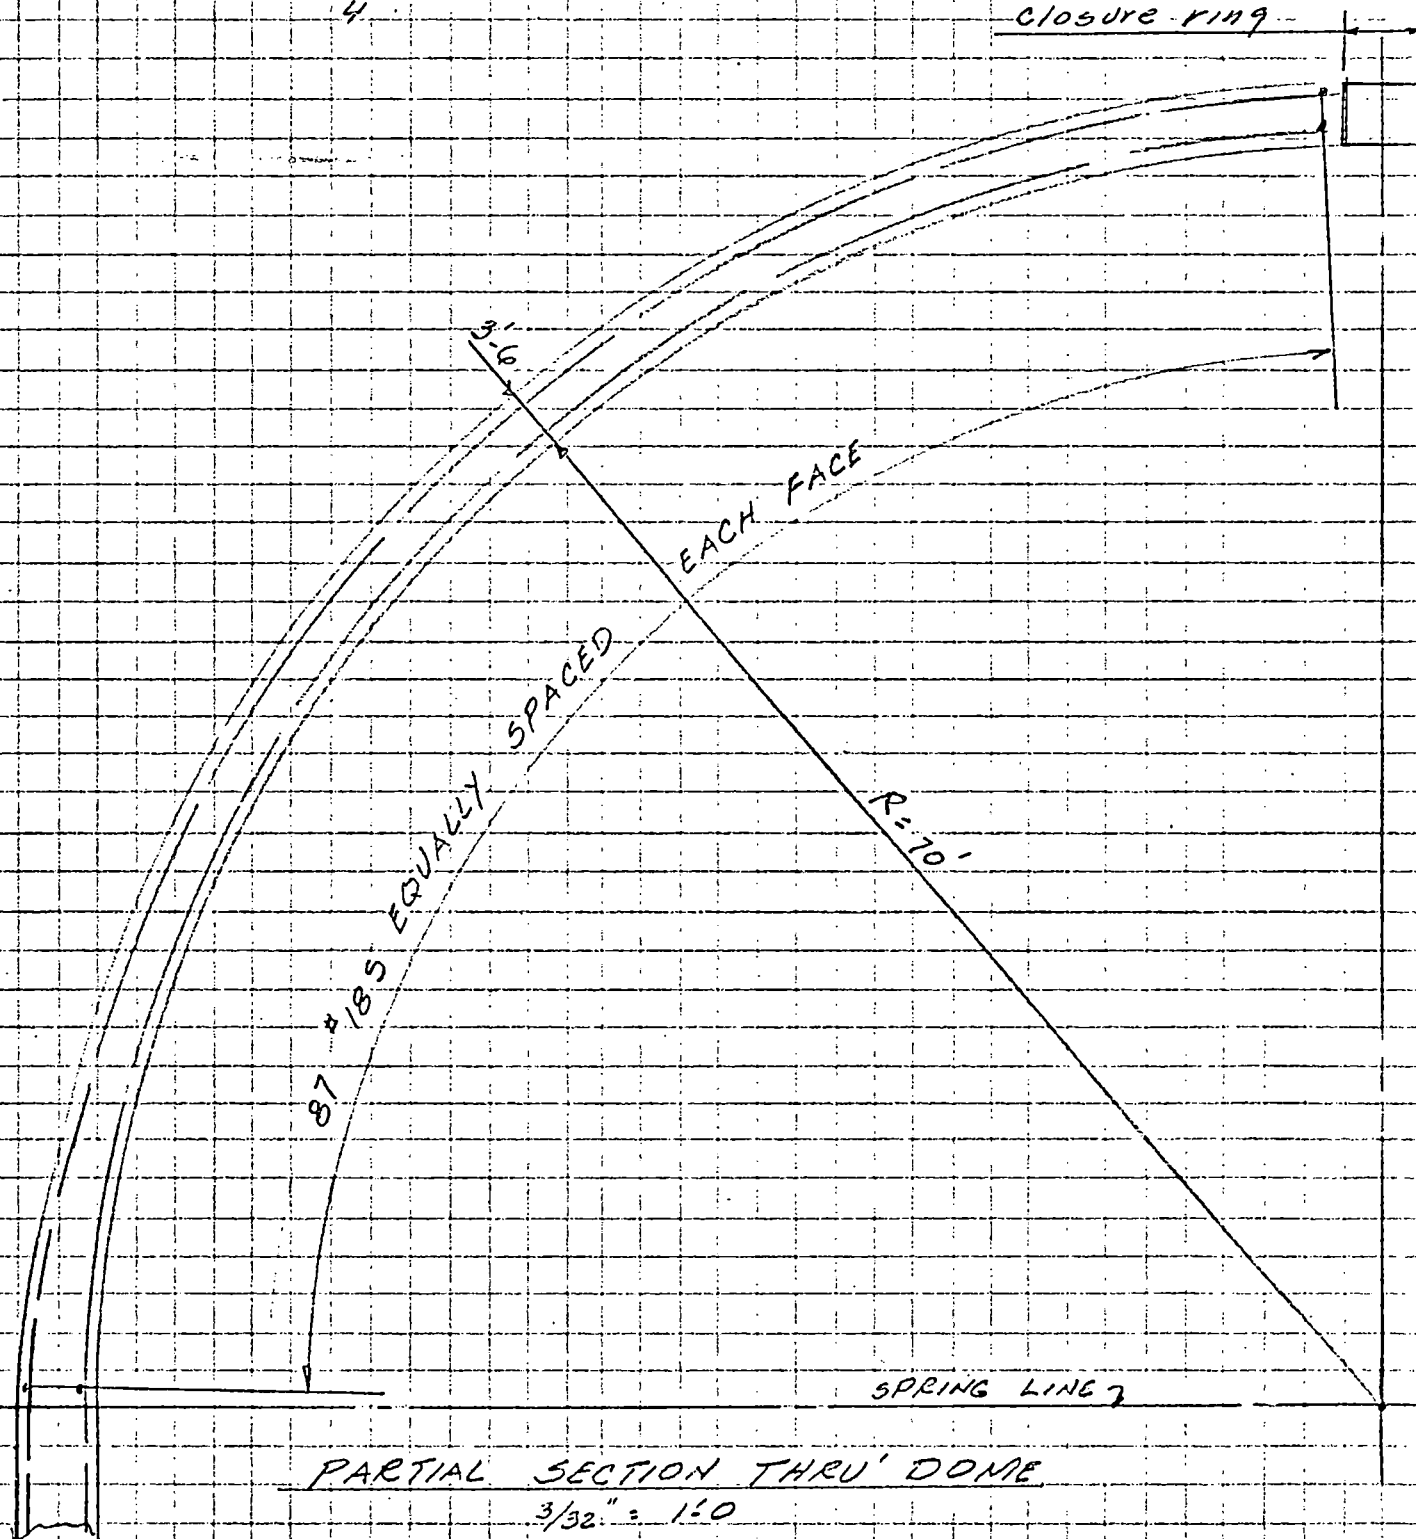 4
closure ring
3'-6
EACH FACE
SPACED
R=70'
EQUALLY
87 #18S
SPRING LINE
PARTIAL SECTION THRU' DOME
3/32" = 1'-0